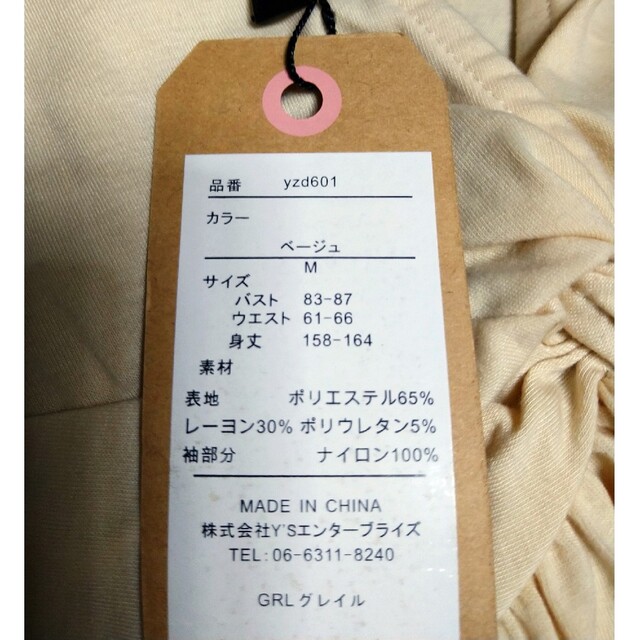 品番 yzd601
カラー
ベージュ
M
サイズ
バスト 83-87
ウエスト 61-66
身丈 158-164
素材
表地 ポリエステル65%
レーヨン30% ポリウレタン5%
袖部分 ナイロン100%
MADE IN CHINA
株式会社Y'Sエンタープライズ
TEL:06-6311-8240
GRLグレイル